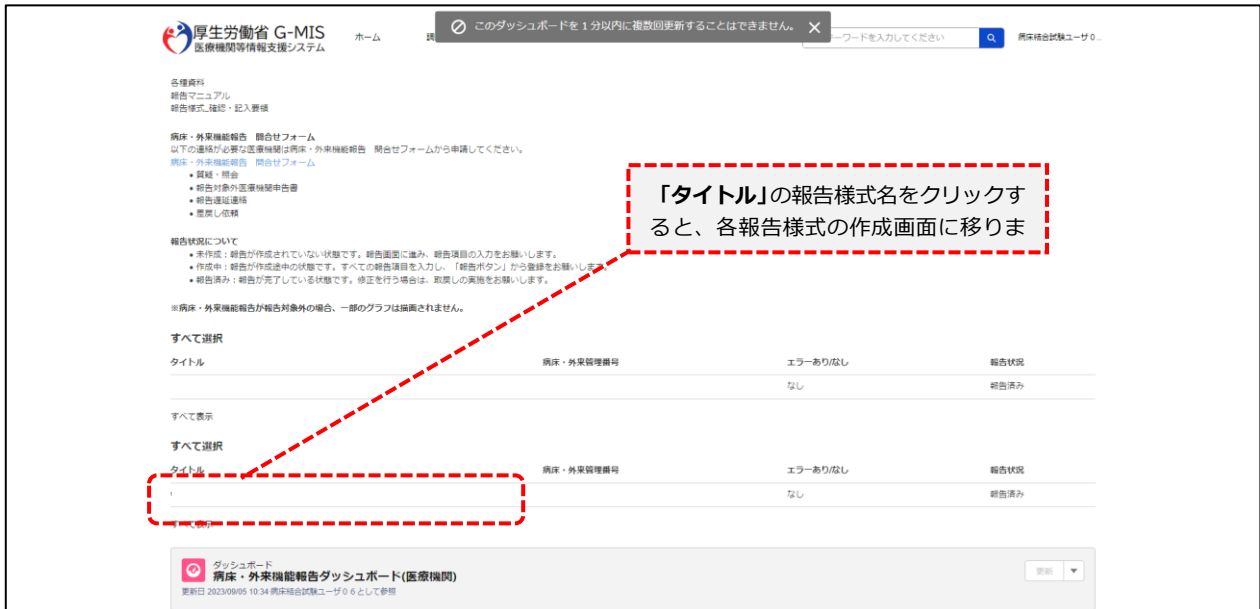 厚生労働省 G-MIS
医療機関等情報支援システム
ホーム
調
このダッシュボードを 1 分以内に複数回更新することはできません。
ーワードを入力してください
病床結合試験ユーザ０...
各種資料
報告マニュアル
報告様式_確認・記入要領
病床・外来機能報告 問合せフォーム
以下の連絡が必要な医療機関は病床・外来機能報告 問合せフォームから申請してください。
病床・外来機能報告 問合せフォーム
• 質疑・照会
• 報告対象外医療機関申告書
• 報告遅延連絡
• 差戻し依頼
「タイトル」の報告様式名をクリックす
ると、各報告様式の作成画面に移りま
報告状況について
• 未作成：報告が作成されていない状態です。報告画面に進み、報告項目の入力をお願いします。
• 作成中：報告が作成途中の状態です。すべての報告項目を入力し、「報告ボタン」から登録をお願いします。
• 報告済み：報告が完了している状態です。修正を行う場合は、取戻しの実施をお願いします。
※病床・外来機能報告が報告対象外の場合、一部のグラフは描画されません。
すべて選択
タイトル 病床・外来管理番号 エラーあり/なし 報告状況
なし 報告済み
すべて表示
すべて選択
タイトル 病床・外来管理番号 エラーあり/なし 報告状況
なし 報告済み
すべて表示
ダッシュボード
病床・外来機能報告ダッシュボード(医療機関)
更新日 2023/09/05 10:34 病床結合試験ユーザ０６として参照
更新